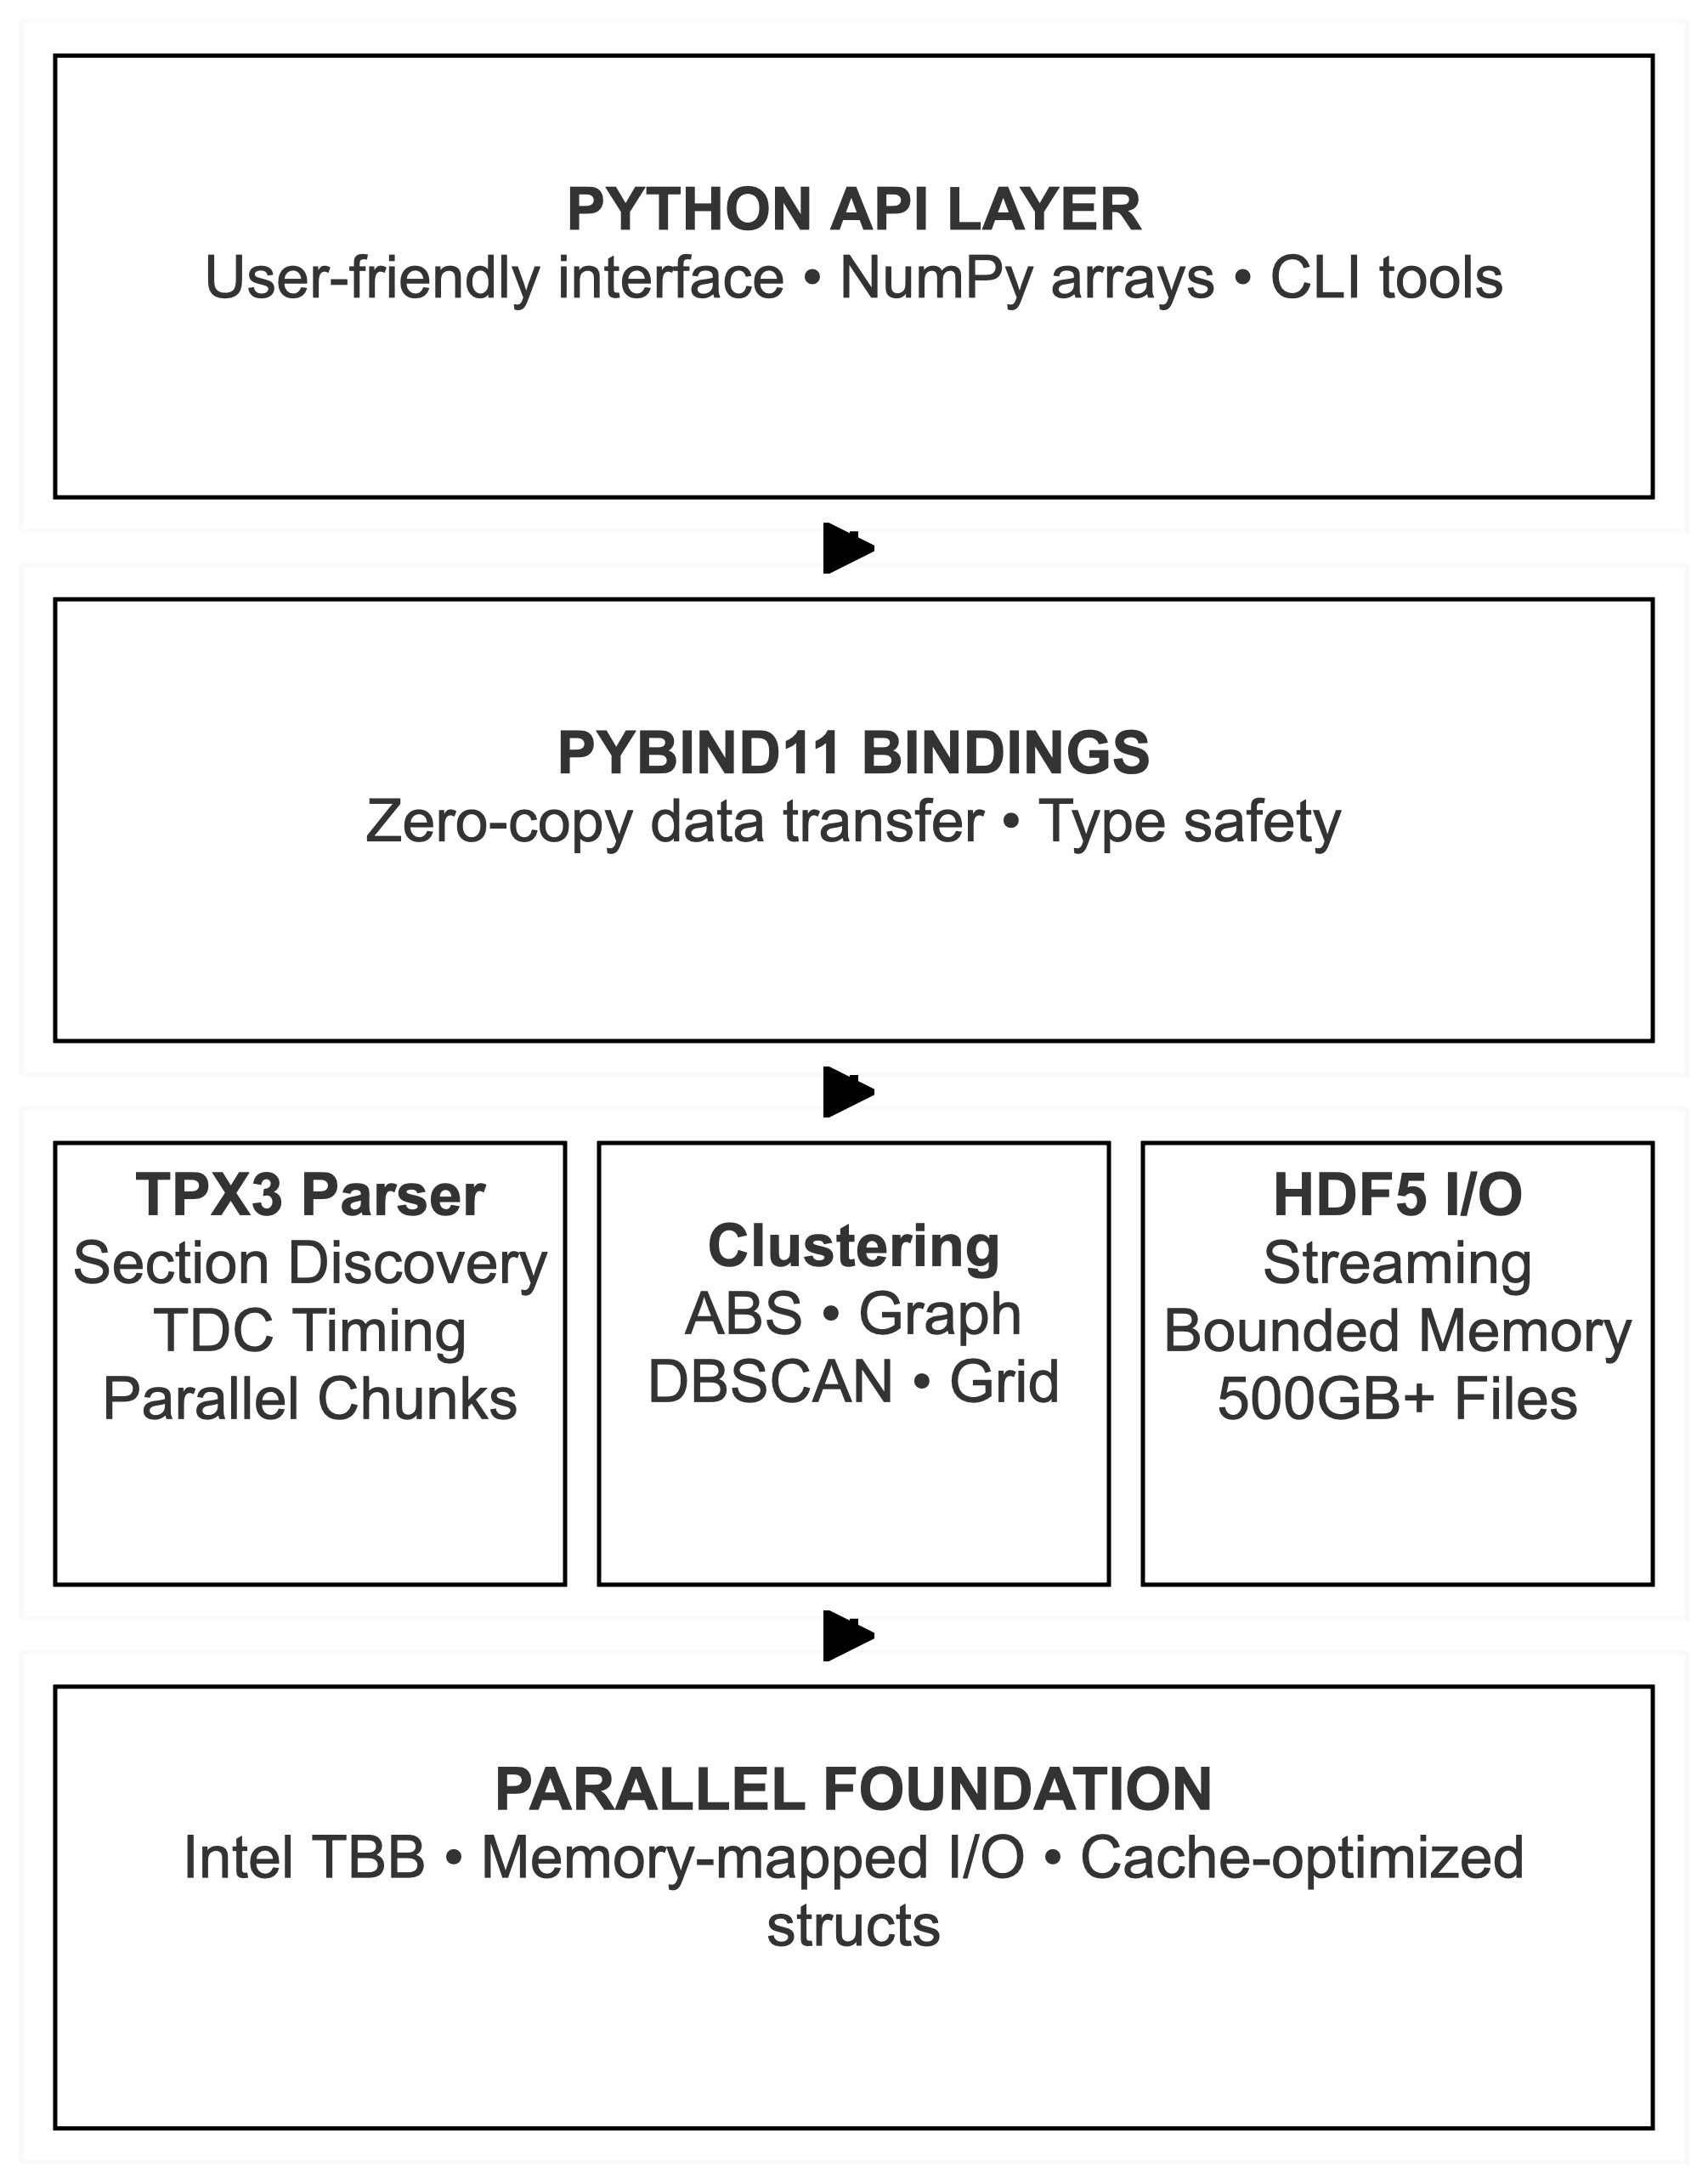 PYTHON API LAYER
User-friendly interface • NumPy arrays • CLI tools
PYBIND11 BINDINGS
Zero-copy data transfer • Type safety
TPX3 Parser
Section Discovery
TDC Timing
Parallel Chunks
Clustering
ABS • Graph
DBSCAN • Grid
HDF5 I/O
Streaming
Bounded Memory
500GB+ Files
PARALLEL FOUNDATION
Intel TBB • Memory-mapped I/O • Cache-optimized
structs